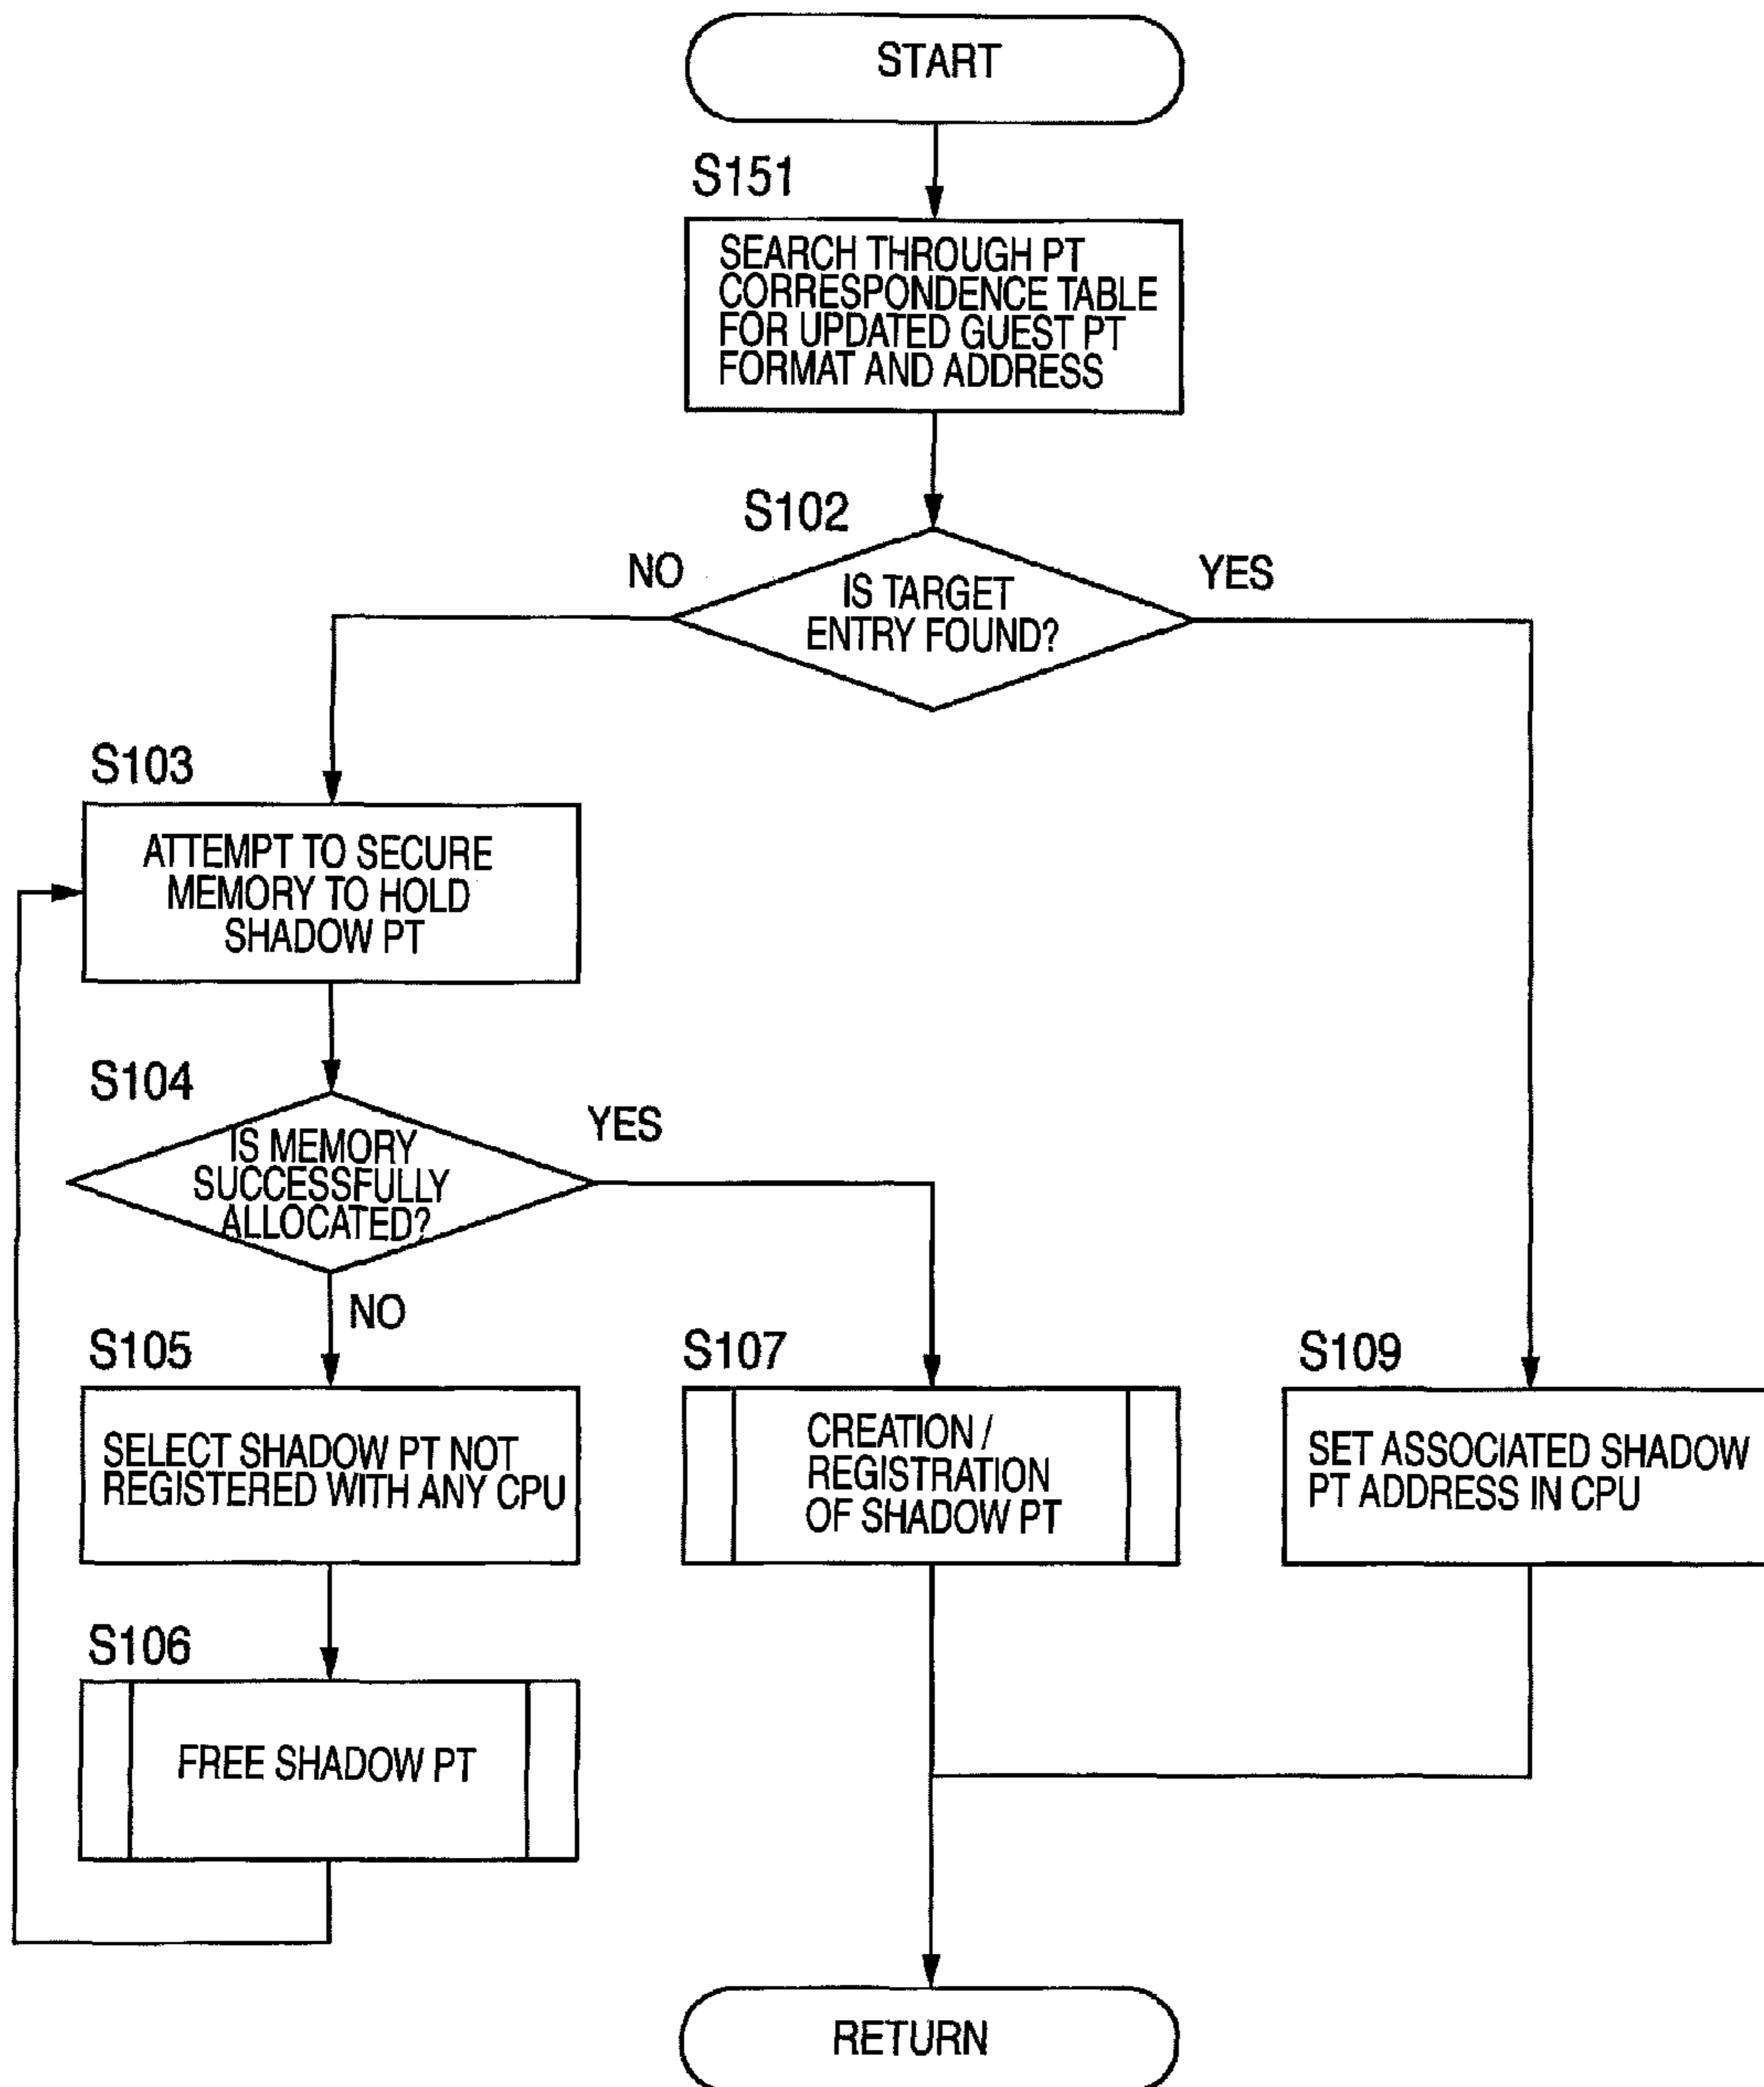 START
S151
SEARCH THROUGH PT
CORRESPONDENCE TABLE
FOR UPDATED GUEST PT
FORMAT AND ADDRESS
S102
NO
YES
IS TARGET
ENTRY FOUND?
S103
ATTEMPT TO SECURE
MEMORY TO HOLD
SHADOW PT
S104
YES
IS MEMORY
SUCCESSFULLY
ALLOCATED?
NO
S105
SELECT SHADOW PT NOT
REGISTERED WITH ANY CPU
S107
CREATION /
REGISTRATION
OF SHADOW PT
S109
SET ASSOCIATED SHADOW
PT ADDRESS IN CPU
S106
FREE SHADOW PT
RETURN